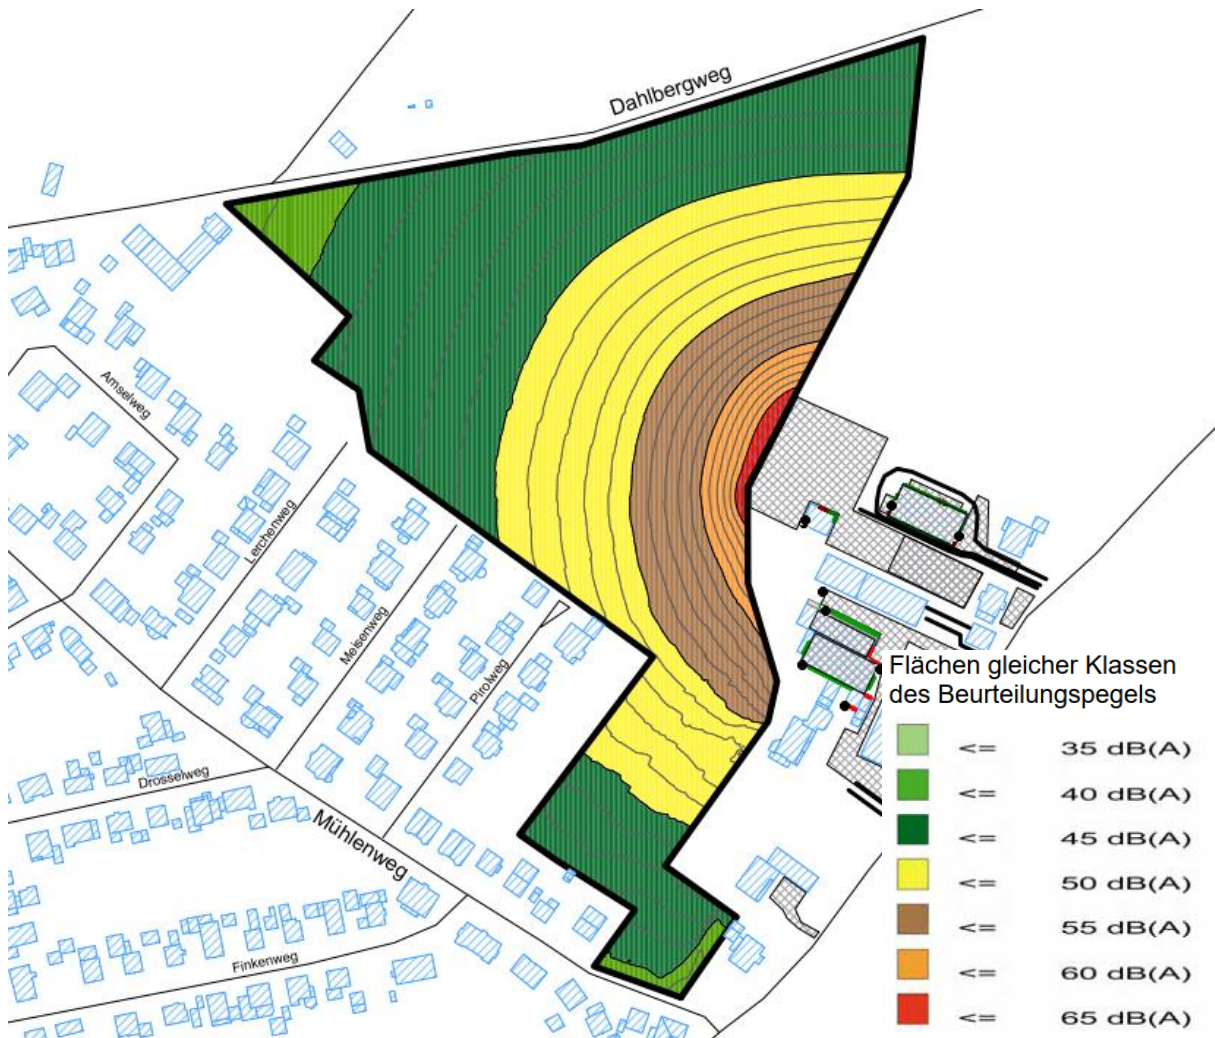 Dahlbergweg
Amselweg
Lerchenweg
Meisenweg
Pirolweg
Drosselweg
Mühlenweg
Finkenweg
Flächen gleicher Klassen
des Beurteilungspegels
<= 35 dB(A)
<= 40 dB(A)
<= 45 dB(A)
<= 50 dB(A)
<= 55 dB(A)
<= 60 dB(A)
<= 65 dB(A)